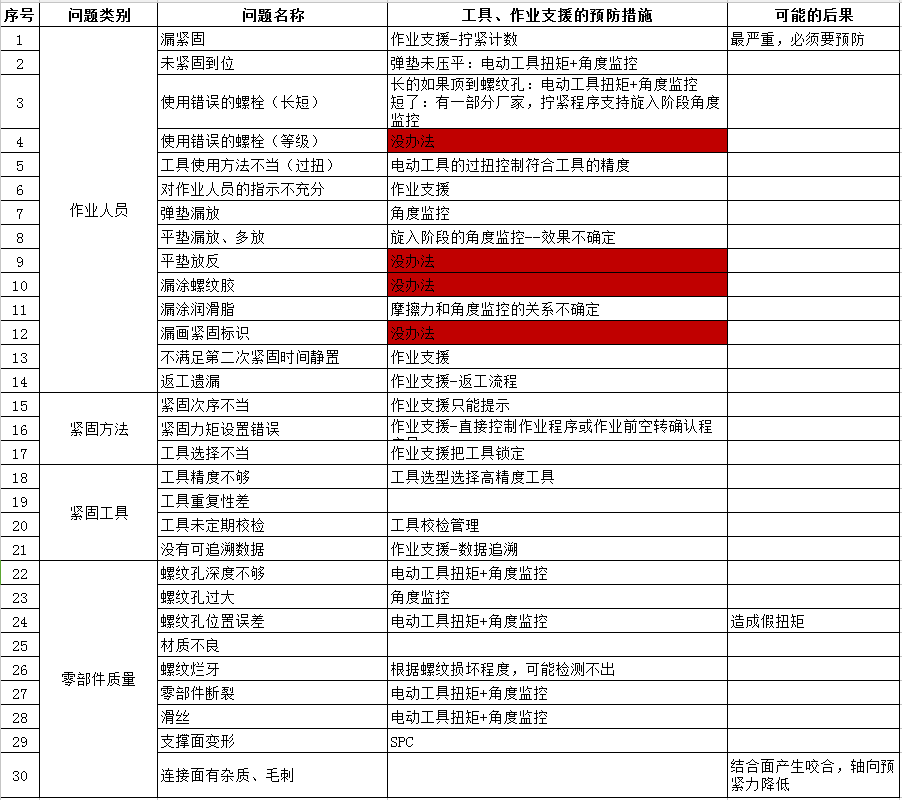 序号 问题类别 问题名称 工具、作业支援的预防措施 可能的后果
1 漏紧固 作业支援-拧紧计数 最严重，必须要预防
2 未紧固到位 弹垫未压平：电动工具扭矩+角度监控
3 使用错误的螺栓（长短） 长的如果顶到螺纹孔：电动工具扭矩+角度监控
短了：有一部分厂家，拧紧程序支持旋入阶段角度
监控
4 使用错误的螺栓（等级） 没办法
5 工具使用方法不当（过扭） 电动工具的过扭控制符合工具的精度
6 对作业人员的指示不充分 作业支援
作业人员
7 弹垫漏放 角度监控
8 平垫漏放、多放 旋入阶段的角度监控--效果不确定
9 平垫放反 没办法
10 漏涂螺纹胶 没办法
11 漏涂润滑脂 摩擦力和角度监控的关系不确定
12 漏画紧固标识 没办法
13 不满足第二次紧固时间静置 作业支援
14 返工遗漏 作业支援-返工流程
15 紧固次序不当 作业支援只能提示
16 紧固方法 紧固力矩设置错误 作业支援-直接控制作业程序或作业前空转确认程
17 工具选择不当 作业支援把工具锁定
18 工具精度不够 工具选型选择高精度工具
19 工具重复性差
紧固工具
20 工具未定期校检 工具校检管理
21 没有可追溯数据 作业支援-数据追溯
22 螺纹孔深度不够 电动工具扭矩+角度监控
23 螺纹孔过大 角度监控
24 螺纹孔位置误差 电动工具扭矩+角度监控 造成假扭矩
25 材质不良
26 螺纹烂牙 根据螺纹损坏程度，可能检测不出
零部件质量
27 零部件断裂 电动工具扭矩+角度监控
28 滑丝 电动工具扭矩+角度监控
29 支撑面变形 SPC
30 连接面有杂质、毛刺 结合面产生咬合，轴向预
紧力降低